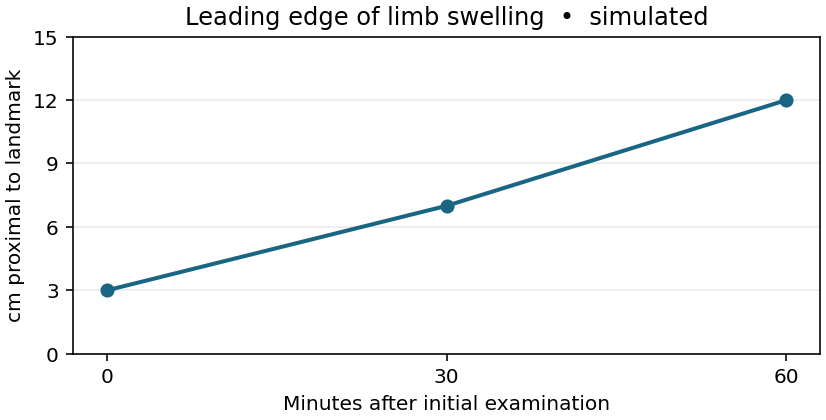 Leading edge of limb swelling • simulated
cm proximal to landmark
15
12
9
6
3
0
0 30 60
Minutes after initial examination